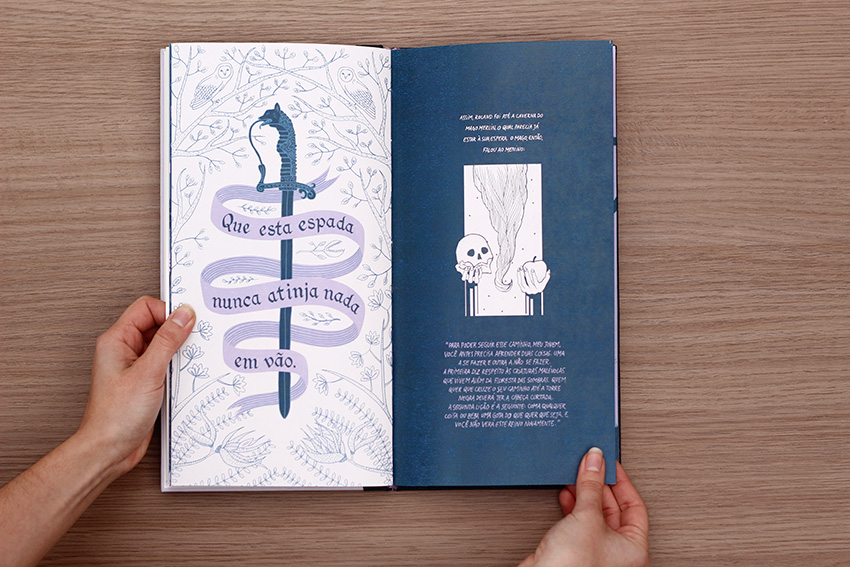 Que esta espada
nunca atinja nada
em vão.
ASSIM, ROLAND FOI ATÉ A CAVERNA DO
MAGO MERLIN, O QUAL PARECIA JÁ
ESTAR À SUA ESPERA. O MAGO, ENTÃO,
FALOU AO MENINO:
"PARA PODER SEGUIR ESSE CAMINHO, MEU JOVEM,
VOCÊ ANTES PRECISA APRENDER DUAS COISAS: UMA
A SE FAZER E OUTRA A NÃO SE FAZER.
A PRIMEIRA DIZ RESPEITO ÀS CRIATURAS MALÉVOLAS
QUE VIVEM ALÉM DA FLORESTA DAS SOMBRAS. QUEM
QUER QUE CRUZE O SEU CAMINHO ATÉ A TORRE
NEGRA DEVERÁ TER A CABEÇA CORTADA.
A SEGUNDA LIÇÃO É A SEGUINTE: COMA QUALQUER
COISA OU BEBA UMA GOTA DO QUE QUER QUE SEJA, E
VOCÊ NÃO VERÁ ESTE REINO NOVAMENTE."